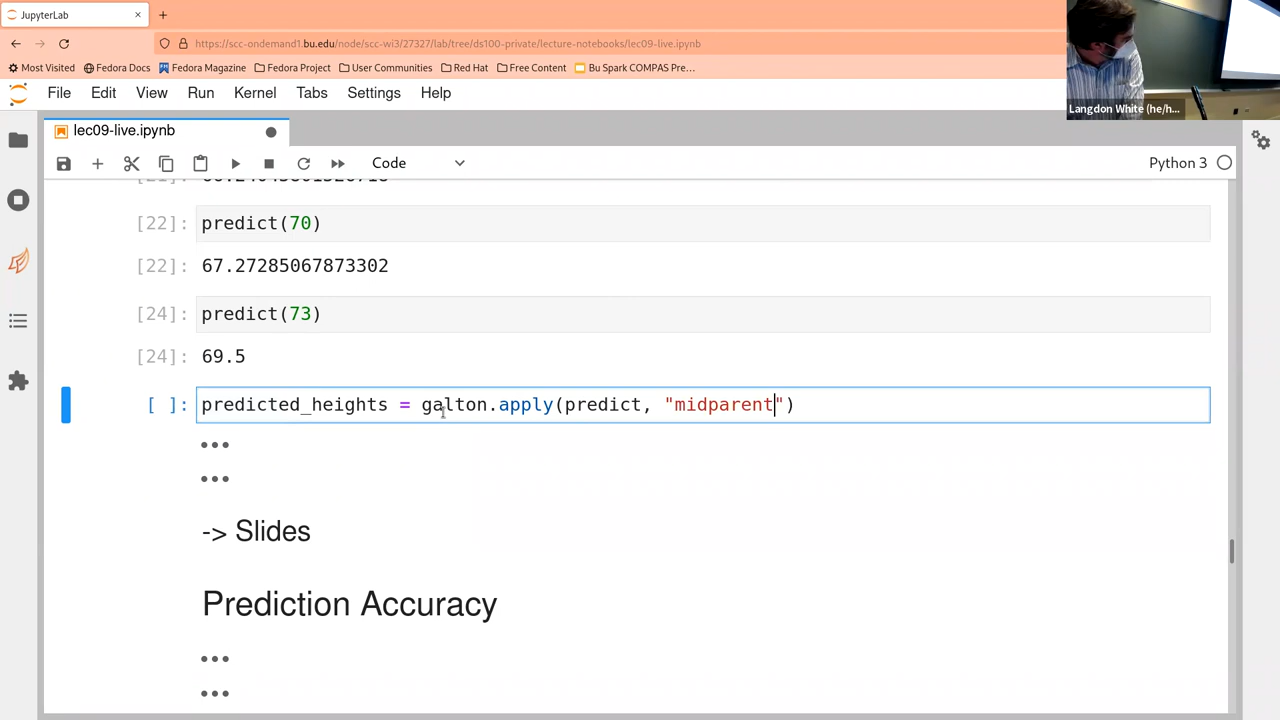 JupyterLab
https://scc-ondemand1.bu.edu/node/scc-wi3/27327/lab/tree/ds100-private/lecture-notebooks/lec09-live.ipynb
Most Visited Fedora Docs Fedora Magazine Fedora Project User Communities Red Hat Free Content Bu Spark COMPAS Pre…
Langdon White (he/h...
File Edit View Run Kernel Tabs Settings Help
lec09-live.ipynb
Code Python 3
[22]: predict(70)
[22]: 67.27285067873302
[24]: predict(73)
[24]: 69.5
[ ]: predicted_heights = galton.apply(predict, "midparent")
-> Slides
Prediction Accuracy